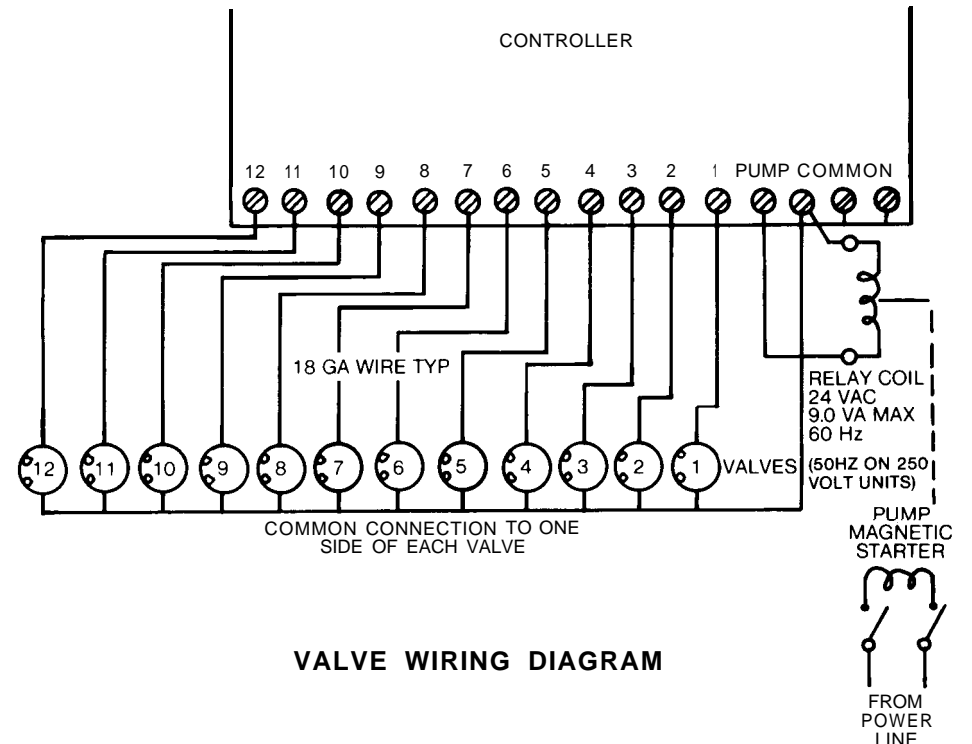 CONTROLLER
12 11 10 9 8 7 6 5 4 3 2 1 PUMP COMMON
18 GA WIRE TYP
RELAY COIL
24 VAC
9.0 VA MAX
60 Hz
(50HZ ON 250
VOLT UNITS)
12 11 10 9 8 7 6 5 4 3 2 1 VALVES
COMMON CONNECTION TO ONE
SIDE OF EACH VALVE
PUMP
MAGNETIC
STARTER
VALVE WIRING DIAGRAM
FROM
POWER
LINE